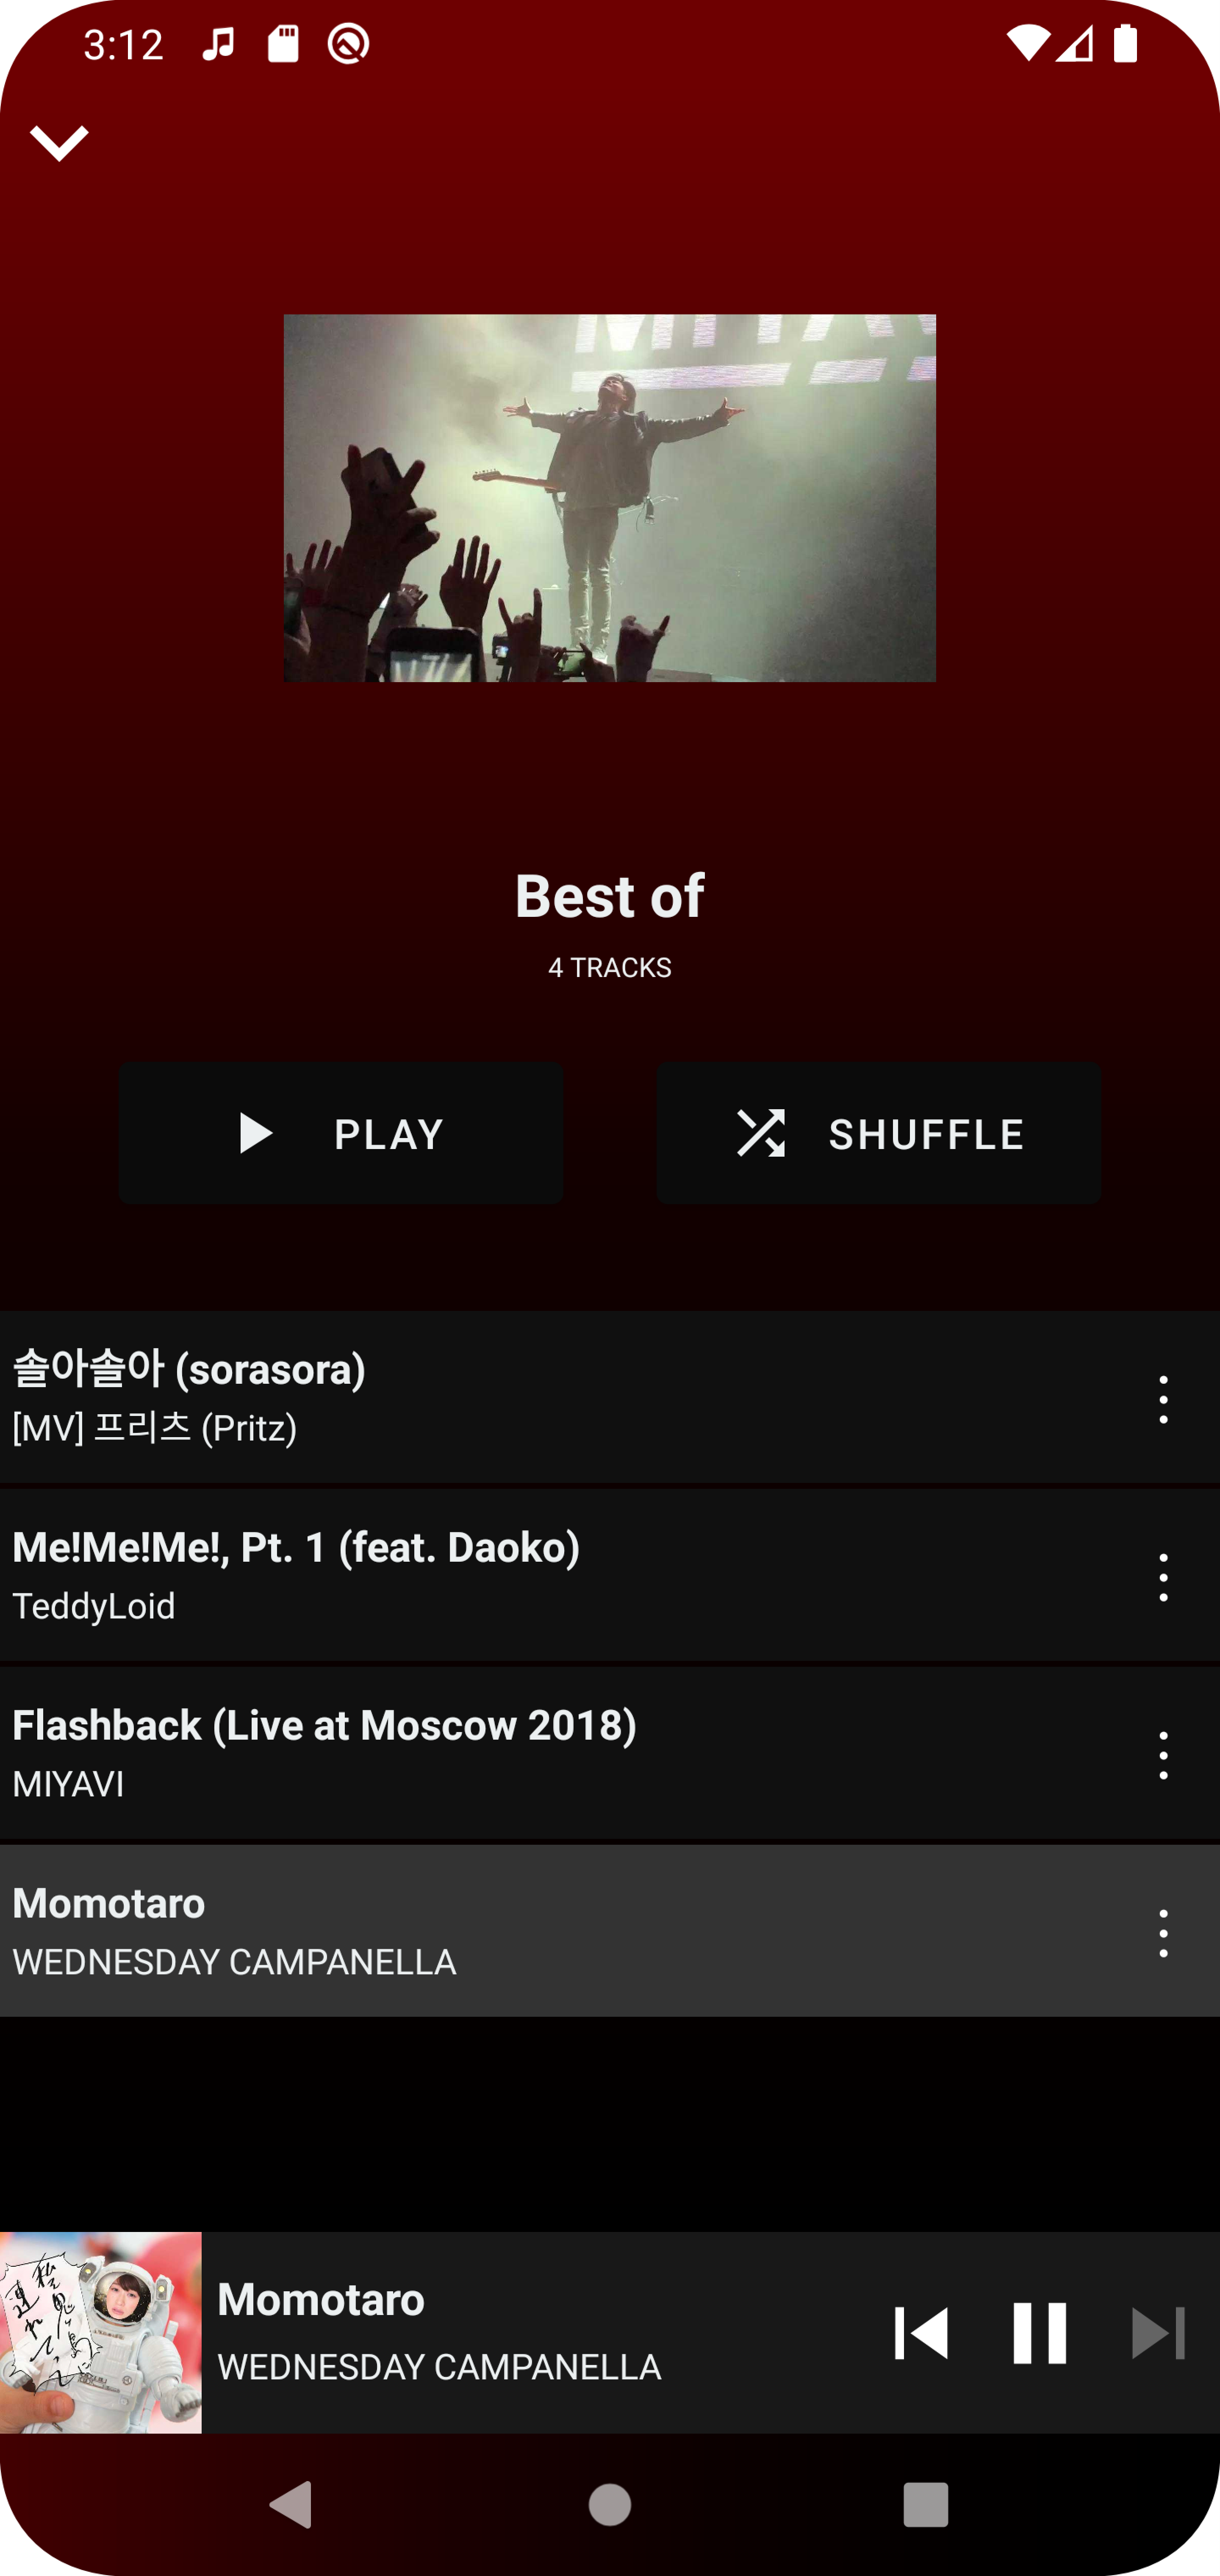 3:12
Best of
4 TRACKS
PLAY
SHUFFLE
솔아솔아 (sorasora)
[MV] 프리츠 (Pritz)
Me!Me!Me!, Pt. 1 (feat. Daoko)
TeddyLoid
Flashback (Live at Moscow 2018)
MIYAVI
Momotaro
WEDNESDAY CAMPANELLA
Momotaro
WEDNESDAY CAMPANELLA